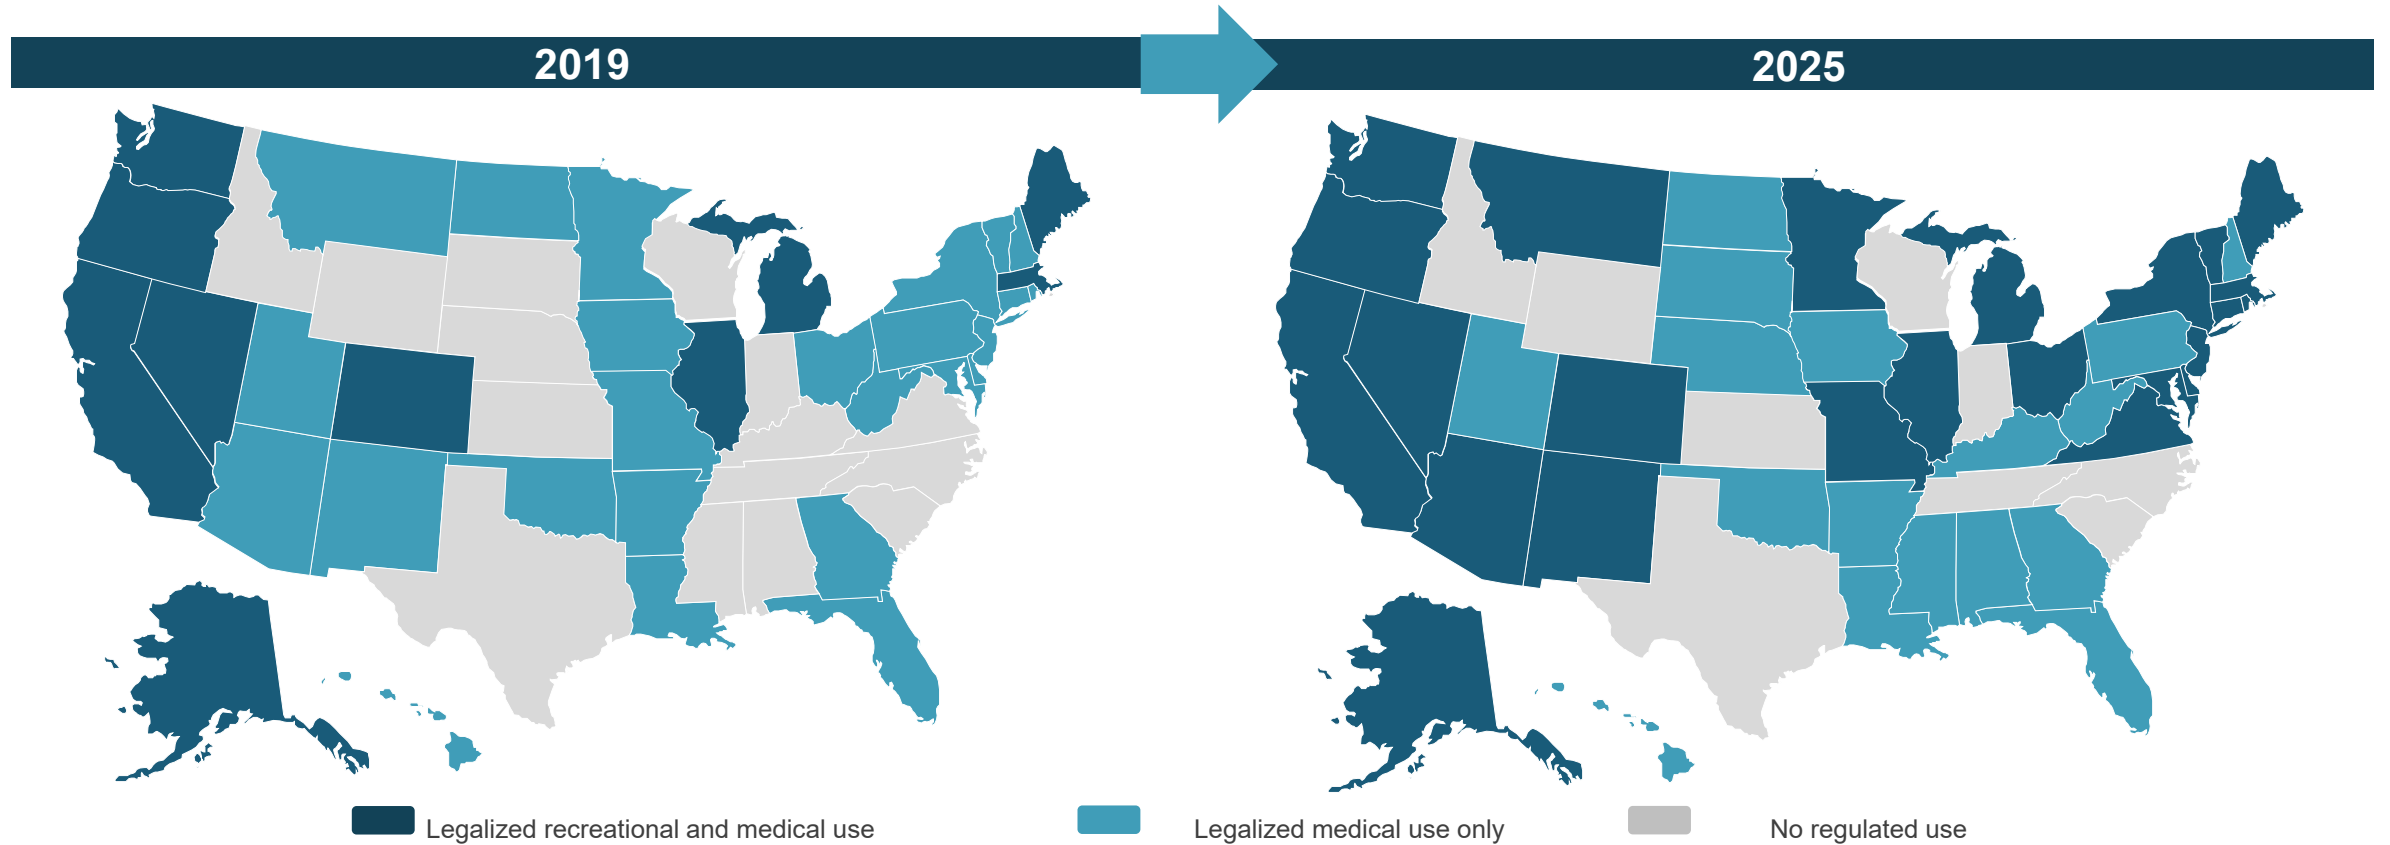 2019
2025
Legalized recreational and medical use
Legalized medical use only
No regulated use